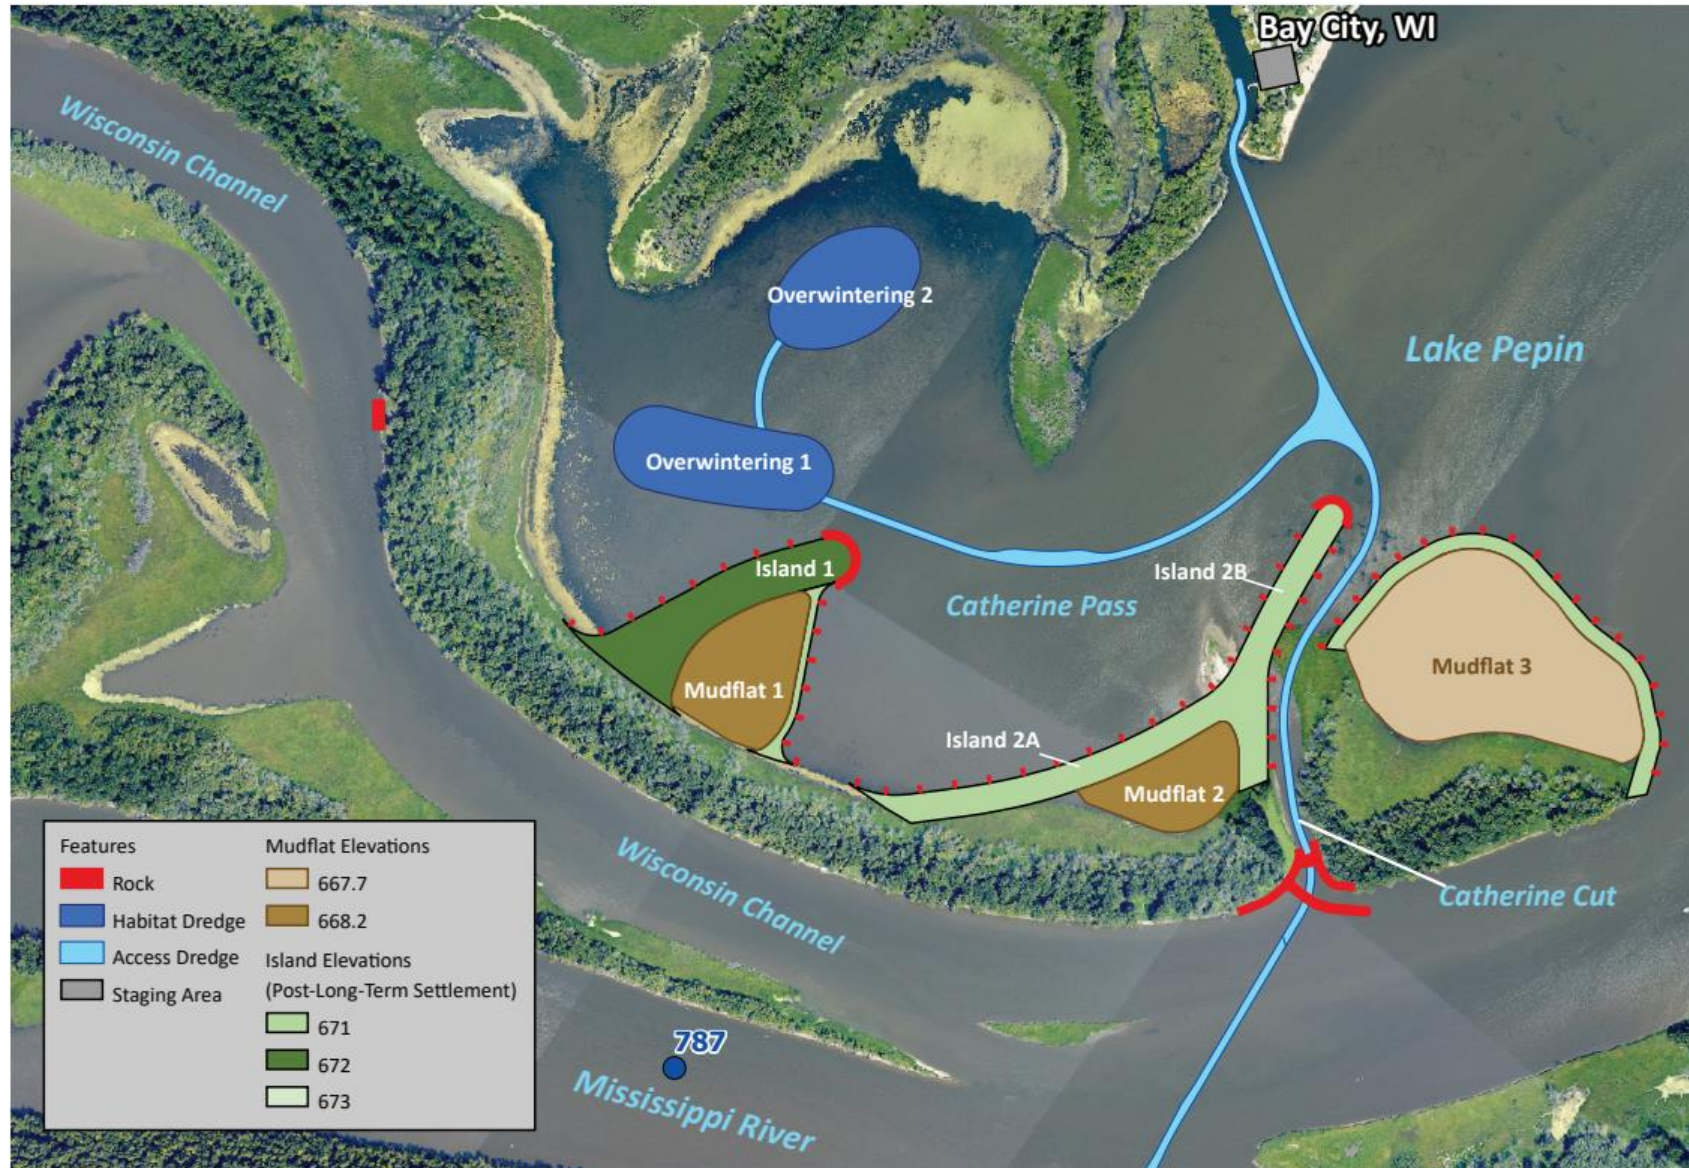 Bay City, WI
Wisconsin Channel
Overwintering 2
Lake Pepin
Overwintering 1
Island 1
Island 2B
Catherine Pass
Mudflat 3
Mudflat 1
Island 2A
Mudflat 2
Wisconsin Channel
Catherine Cut
787
Mississippi River
Features
Rock
Habitat Dredge
Access Dredge
Staging Area
Mudflat Elevations
667.7
668.2
Island Elevations
(Post-Long-Term Settlement)
671
672
673